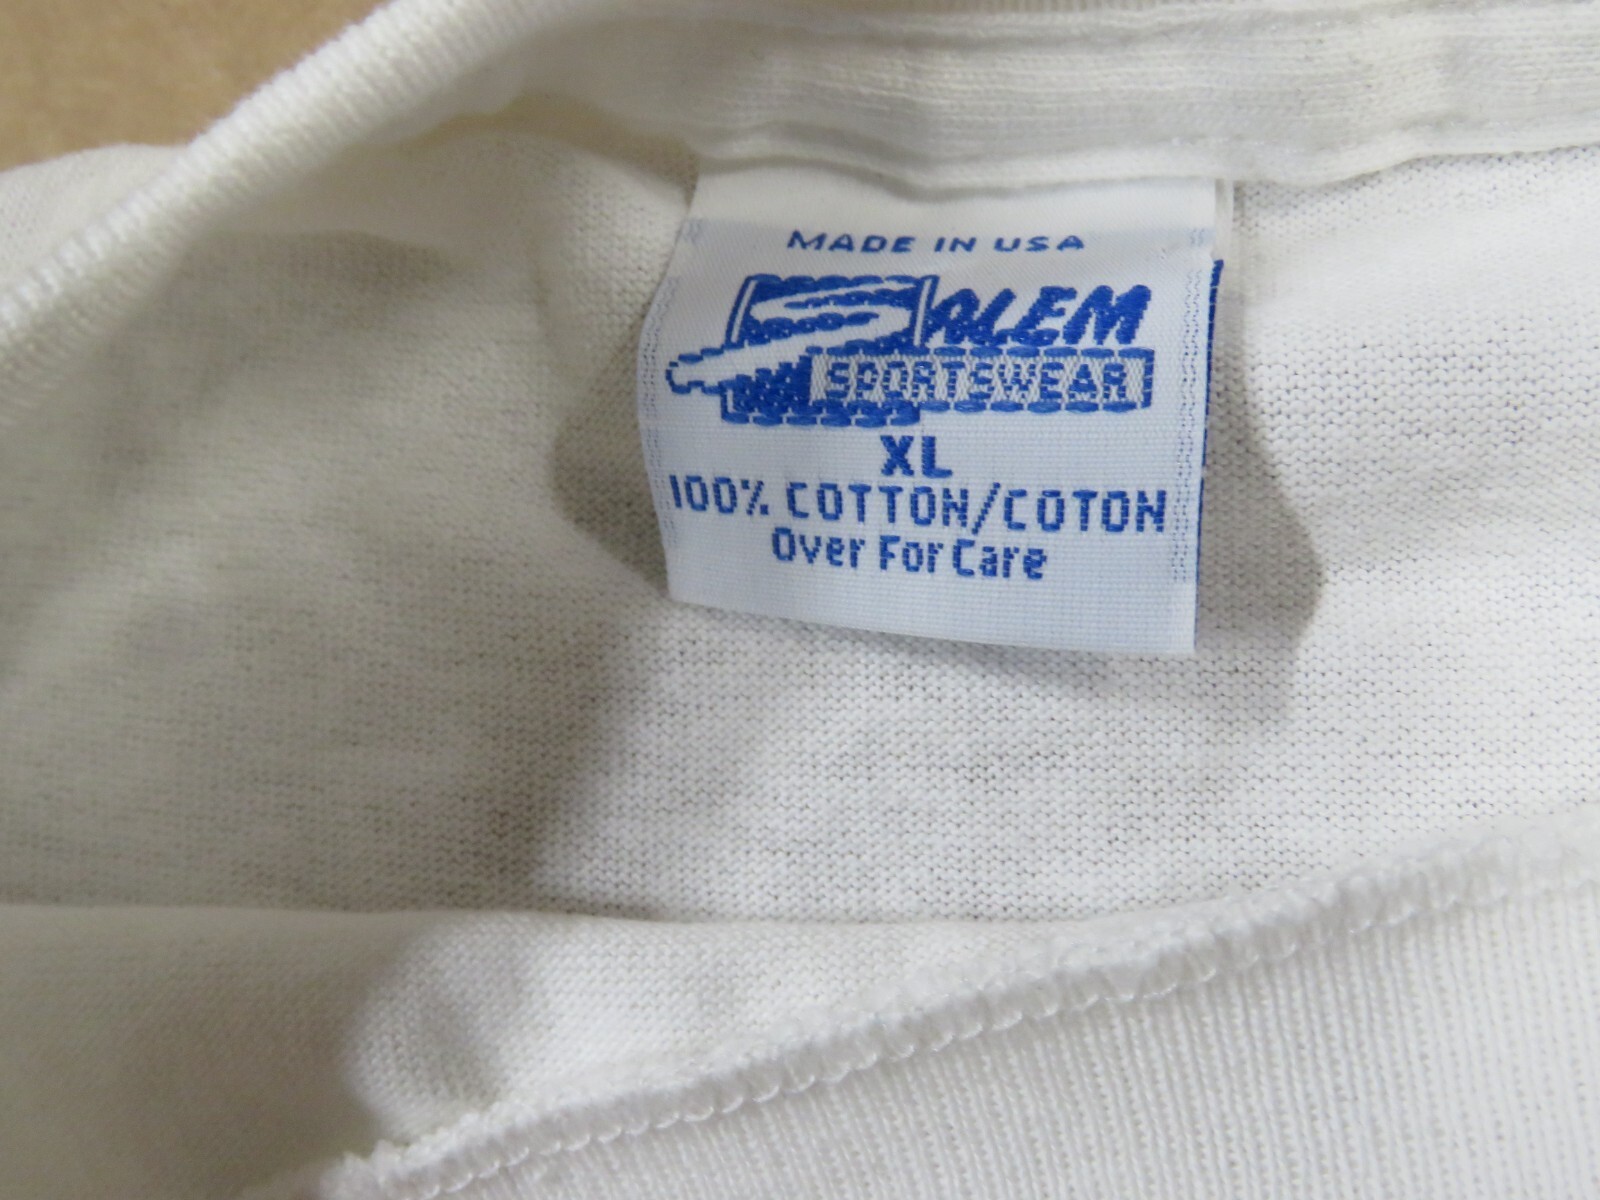 MADE IN USA
SALEM
SPORTSWEAR
XL
100% COTTON/COTON
Over For Care